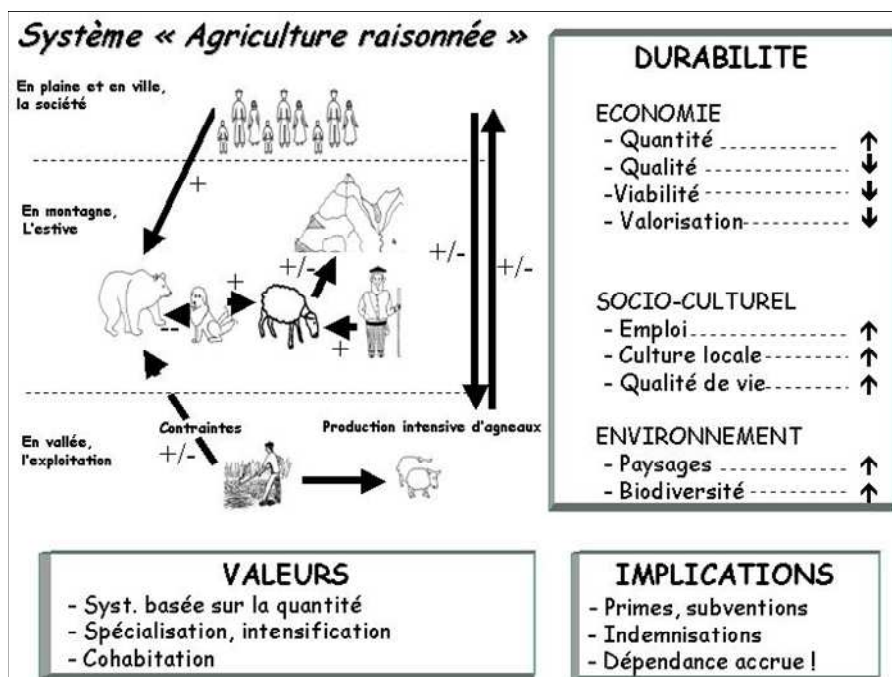 Système « Agriculture raisonnée »
En plaine et en ville,
la société
+
En montagne,
L'estive
+/-
+
--
+
+/-
+/-
En vallée,
l'exploitation
Contraintes
+/-
Production intensive d'agneaux
DURABILITE
ECONOMIE
- Quantité ↑
- Qualité ↓
-Viabilité ↓
- Valorisation ↓
SOCIO-CULTUREL
- Emploi ↑
- Culture locale ↑
- Qualité de vie ↑
ENVIRONNEMENT
- Paysages ↑
- Biodiversité ↑
VALEURS
- Syst. basée sur la quantité
- Spécialisation, intensification
- Cohabitation
IMPLICATIONS
- Primes, subventions
- Indemnisations
- Dépendance accrue !